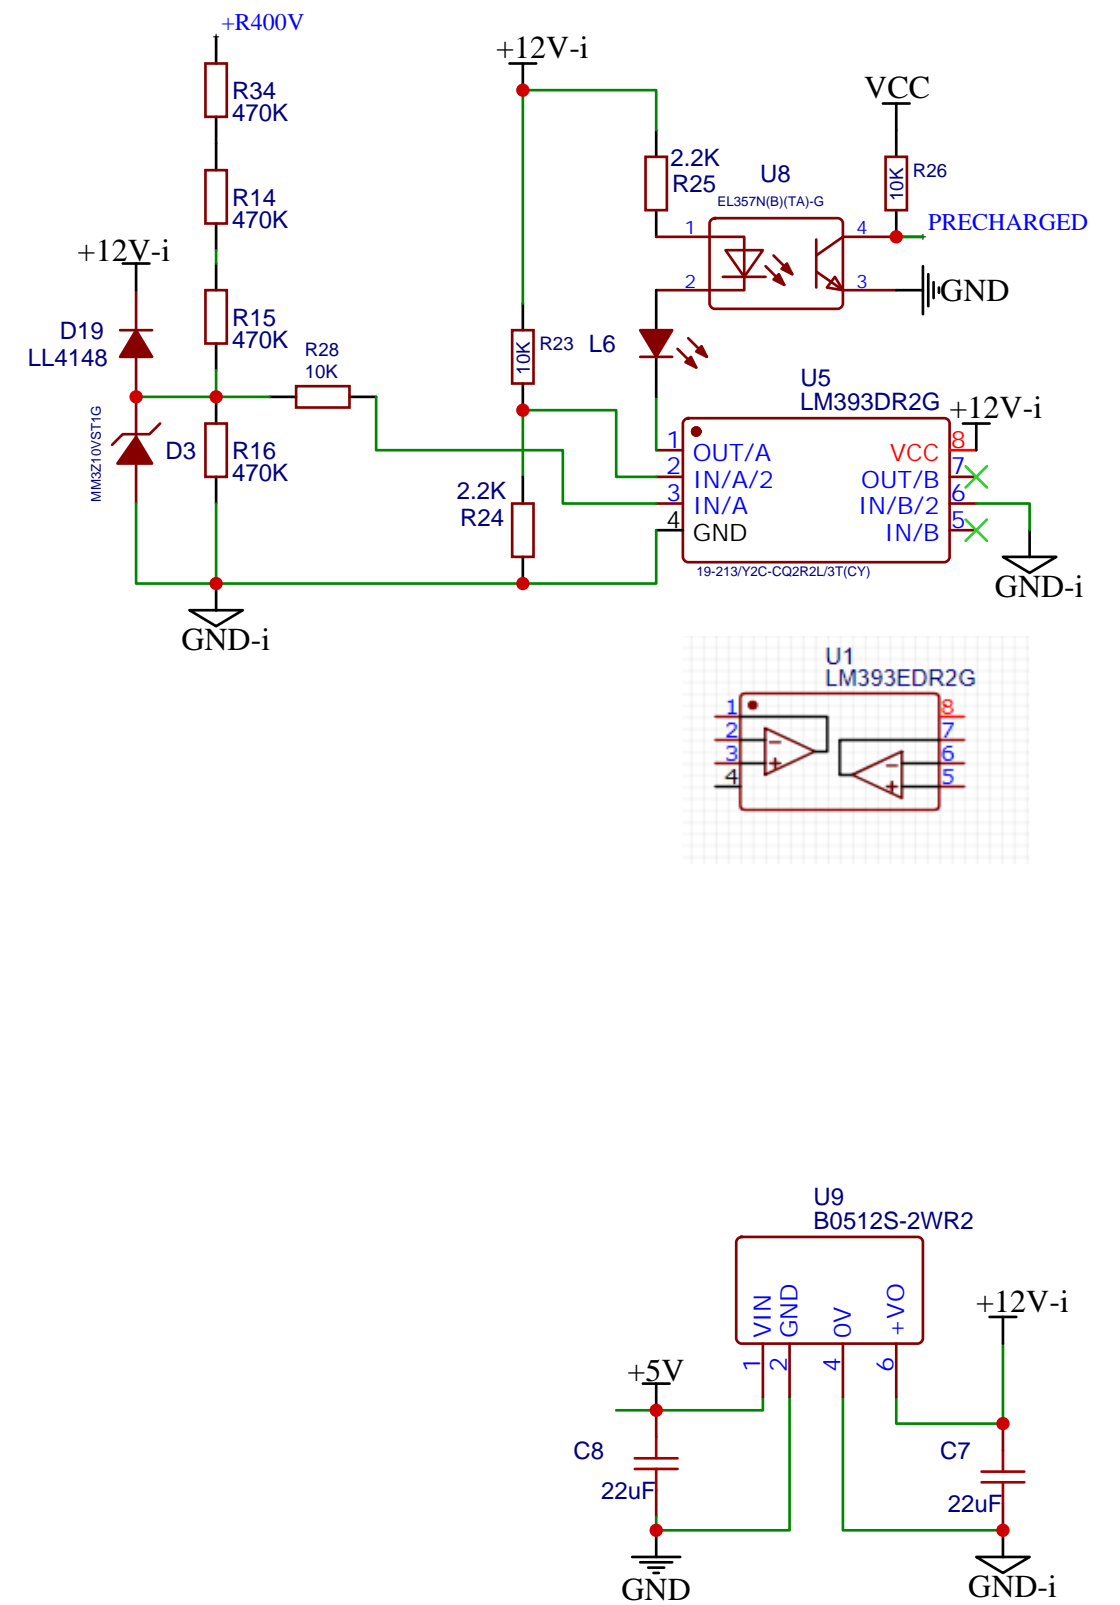 +R400V
R34
470K
R14
470K
+12V-i
D19
LL4148
R15
470K
MM3Z10VST1G
D3
R16
470K
R28
10K
GND-i
+12V-i
10K
R23
2.2K
R24
2.2K
R25
U8
EL357N(B)(TA)-G
1
2
4
3
VCC
10K
R26
PRECHARGED
GND
L6
U5
LM393DR2G
+12V-i
1
OUT/A
2
IN/A/2
3
IN/A
4
GND
8
VCC
7
OUT/B
6
IN/B/2
5
IN/B
19-213/Y2C-CQ2R2L/3T(CY)
GND-i
U1
LM393EDR2G
1
2
3
4
8
7
6
5
U9
B0512S-2WR2
VIN
GND
0V
+VO
1
2
4
6
+5V
C8
22uF
GND
+12V-i
C7
22uF
GND-i